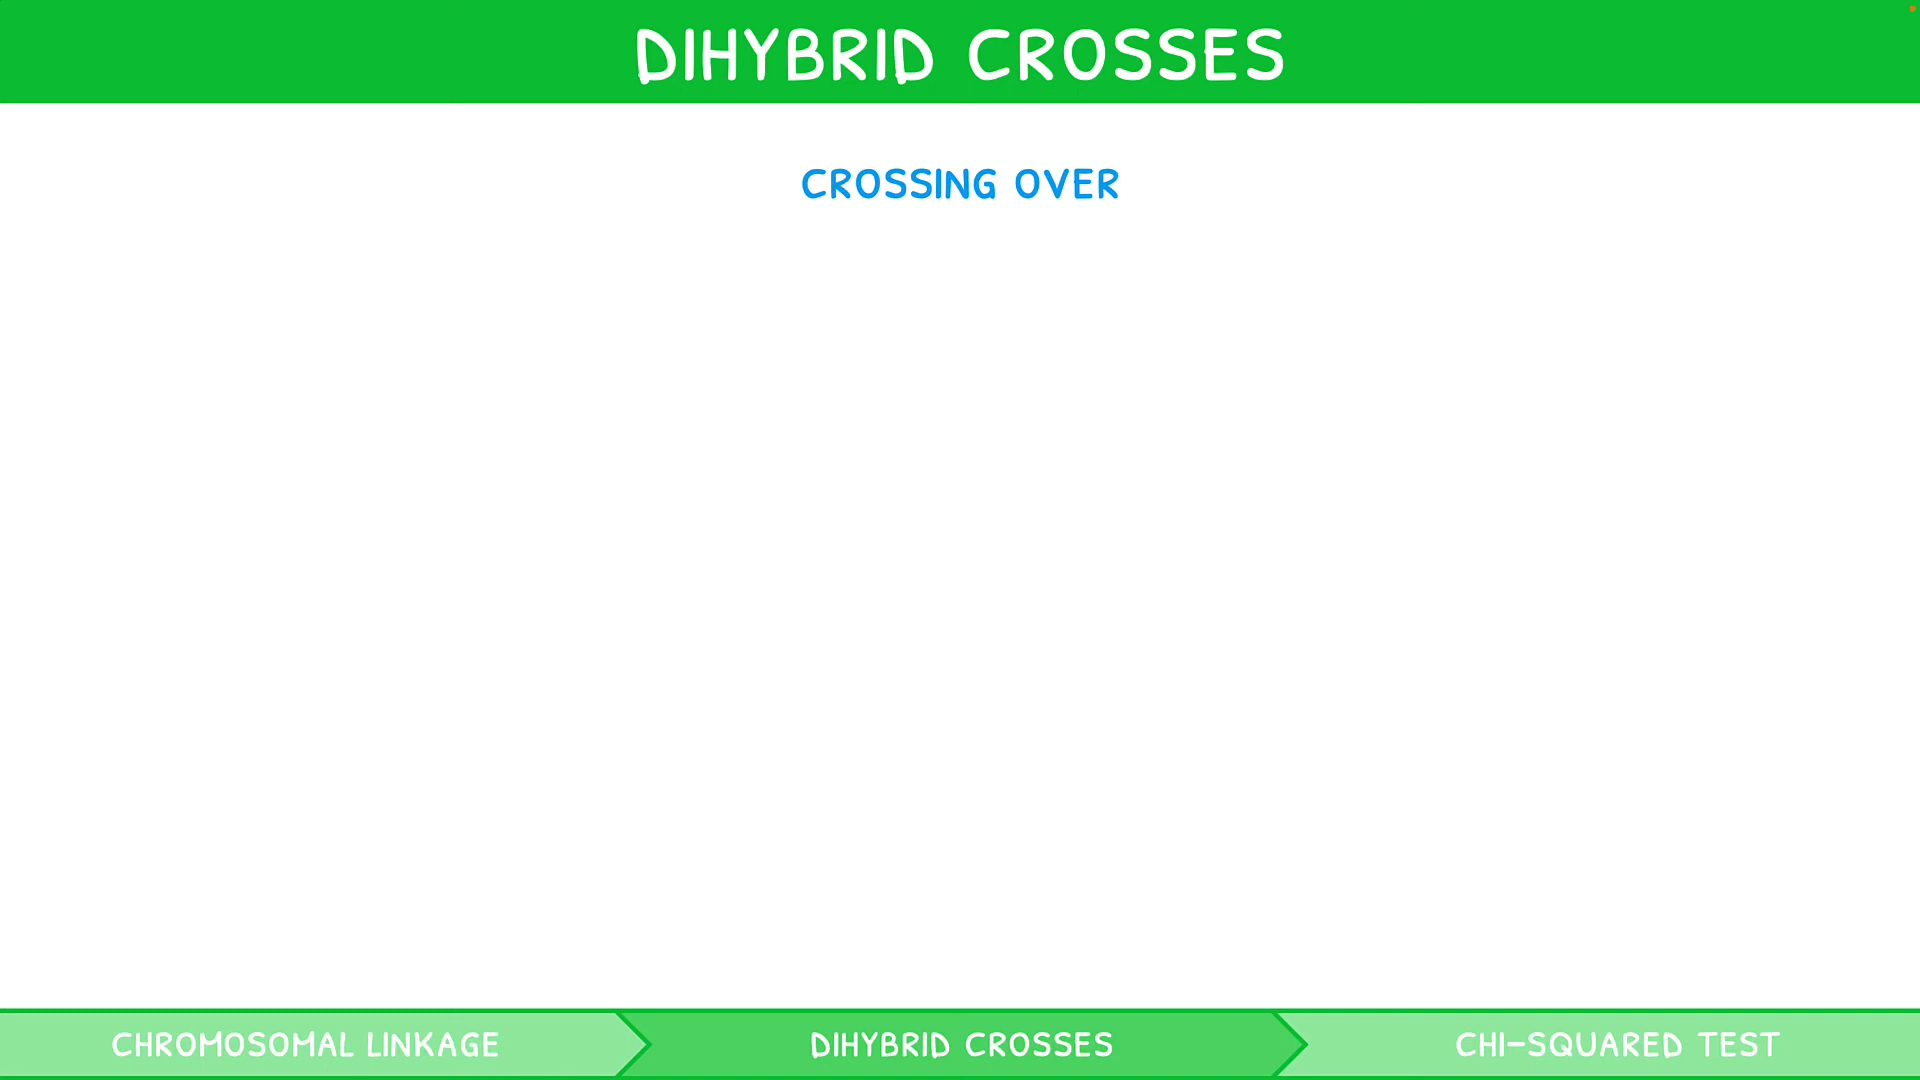 DIHYBRID CROSSES
CROSSING OVER
CHROMOSOMAL LINKAGE
DIHYBRID CROSSES
CHI-SQUARED TEST